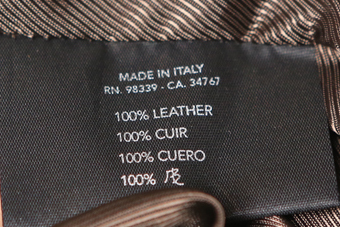 MADE IN ITALY
RN. 98339 - CA. 34767
100% LEATHER
100% CUIR
100% CUERO
100% 皮